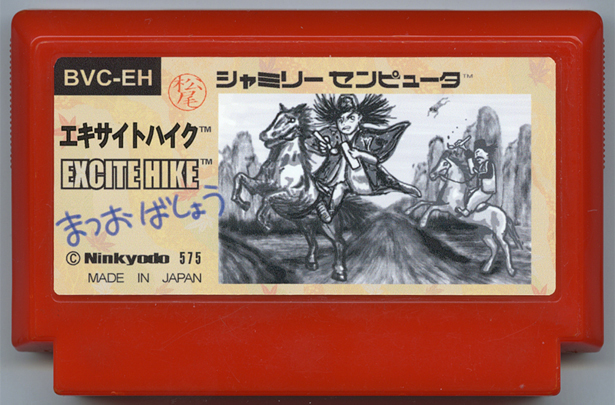 BVC-EH
松尾
シャミリー センピュータ™
エキサイトハイク™
EXCITE HIKE™
まつおばしょう
© Ninkyodo 575
MADE IN JAPAN